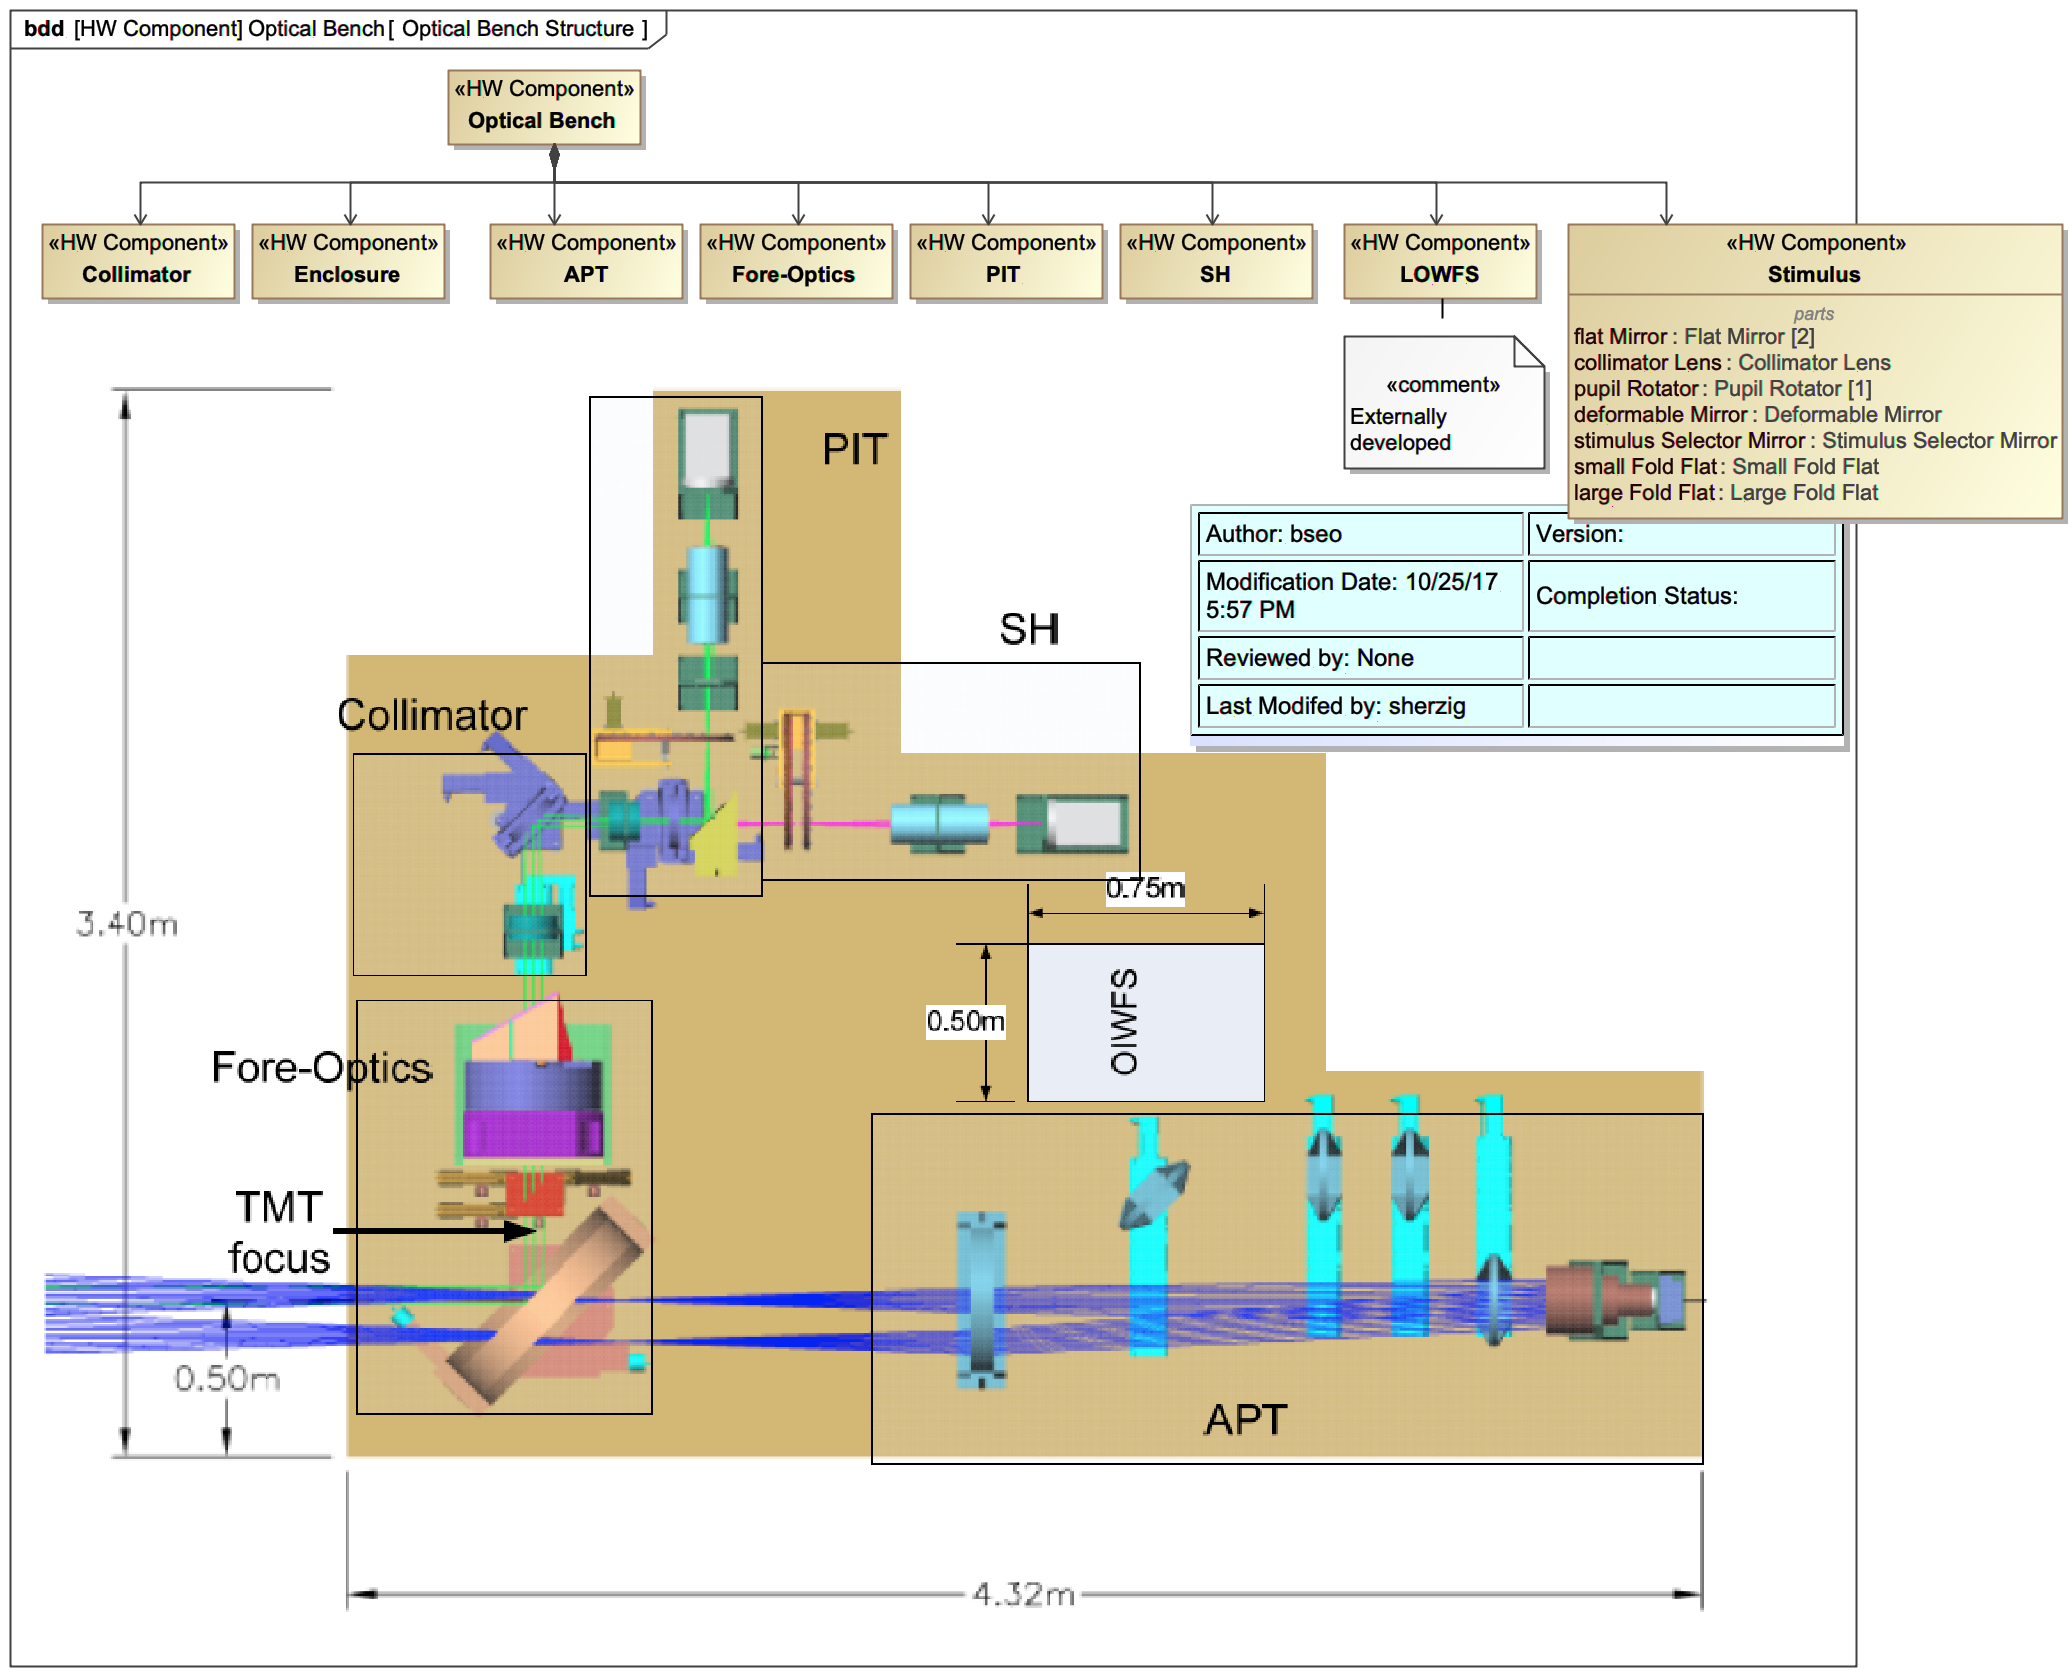 bdd [HW Component] Optical Bench [ Optical Bench Structure ]
«HW Component»
Optical Bench
«HW Component»
Collimator
«HW Component»
Enclosure
«HW Component»
APT
«HW Component»
Fore-Optics
«HW Component»
PIT
«HW Component»
SH
«HW Component»
LOWFS
«HW Component»
Stimulus
parts
flat Mirror : Flat Mirror [2]
collimator Lens : Collimator Lens
pupil Rotator : Pupil Rotator [1]
deformable Mirror : Deformable Mirror
stimulus Selector Mirror : Stimulus Selector Mirror
small Fold Flat : Small Fold Flat
large Fold Flat : Large Fold Flat
«comment»
Externally
developed
Author: bseo
Version:
Modification Date: 10/25/17
5:57 PM
Completion Status:
Reviewed by: None
Last Modifed by: sherzig
PIT
SH
Collimator
0.75m
3.40m
0.50m
OIWFS
Fore-Optics
TMT
focus
0.50m
APT
4.32m